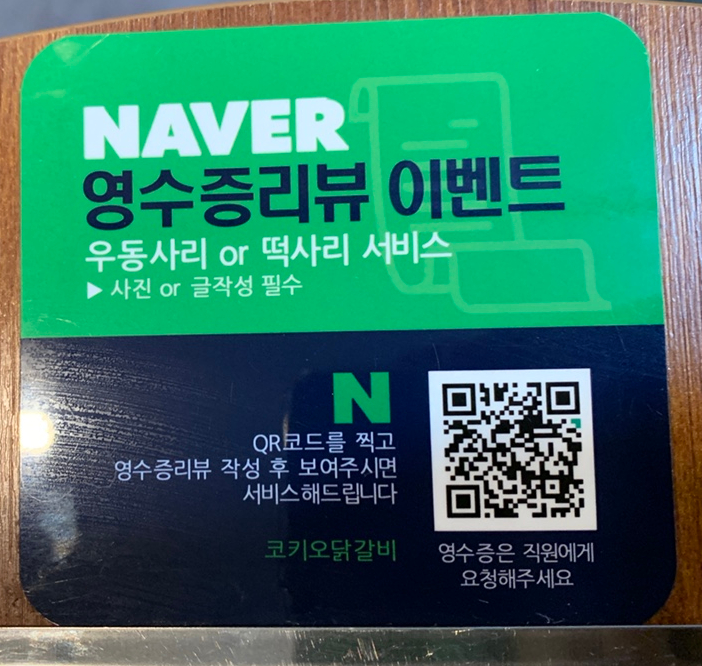 NAVER
영수증리뷰 이벤트
우동사리 or 떡사리 서비스
▶ 사진 or 글작성 필수
N
QR코드를 찍고
영수증리뷰 작성 후 보여주시면
서비스해드립니다
코키오닭갈비
영수증은 직원에게
요청해주세요